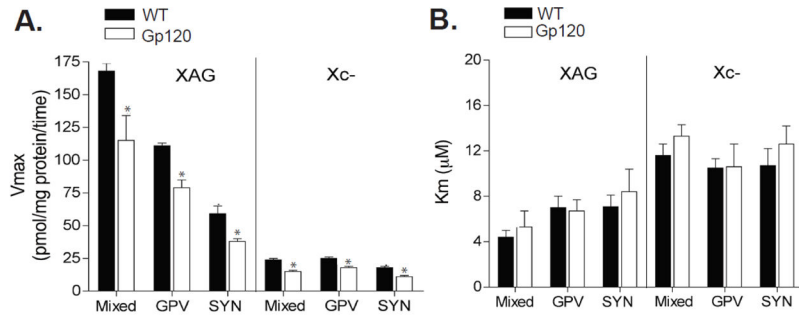 A.
WT
Gp120
XAG
Xc-
Vmax
(pmol/mg protein/time)
175
150
125
100
75
50
25
0
*
*
*
*
*
*
Mixed
GPV
SYN
Mixed
GPV
SYN
B.
WT
Gp120
XAG
Xc-
Km (μM)
20
16
12
8
4
0
Mixed
GPV
SYN
Mixed
GPV
SYN